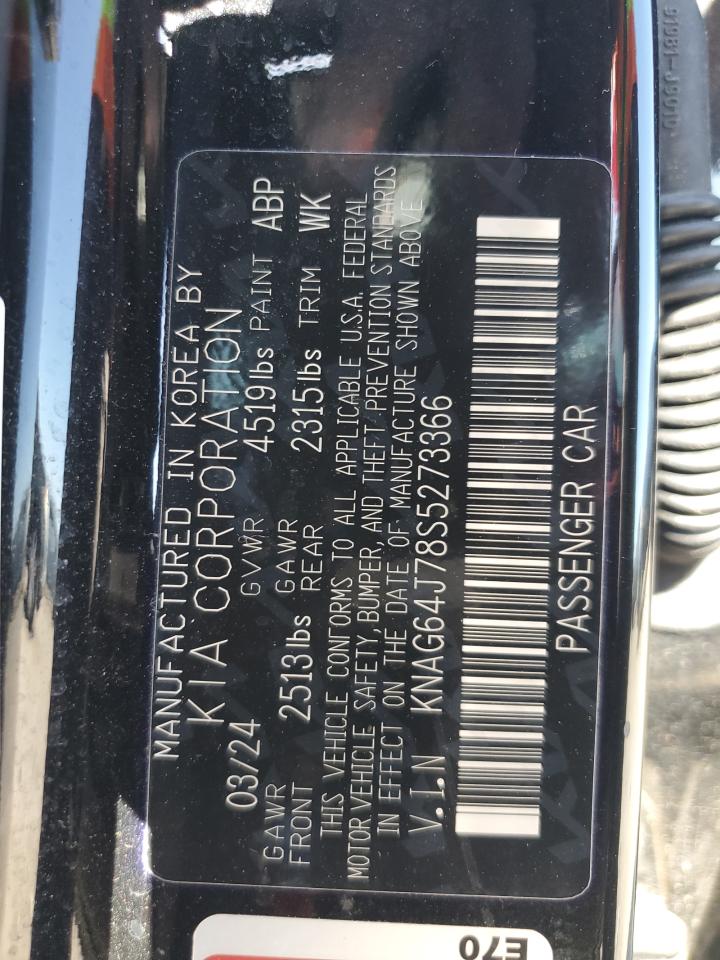 MANUFACTURED IN KOREA BY
KIA CORPORATION
03/24 GVWR 4519lbs PAINT ABP
GAWR FRONT 2513lbs GAWR REAR 2315lbs TRIM WK
THIS VEHICLE CONFORMS TO ALL APPLICABLE U.S.A. FEDERAL
MOTOR VEHICLE SAFETY, BUMPER, AND THEFT PREVENTION STANDARDS
IN EFFECT ON THE DATE OF MANUFACTURE SHOWN ABOVE
V.I.N KNAG64J78S5273366
PASSENGER CAR
E70